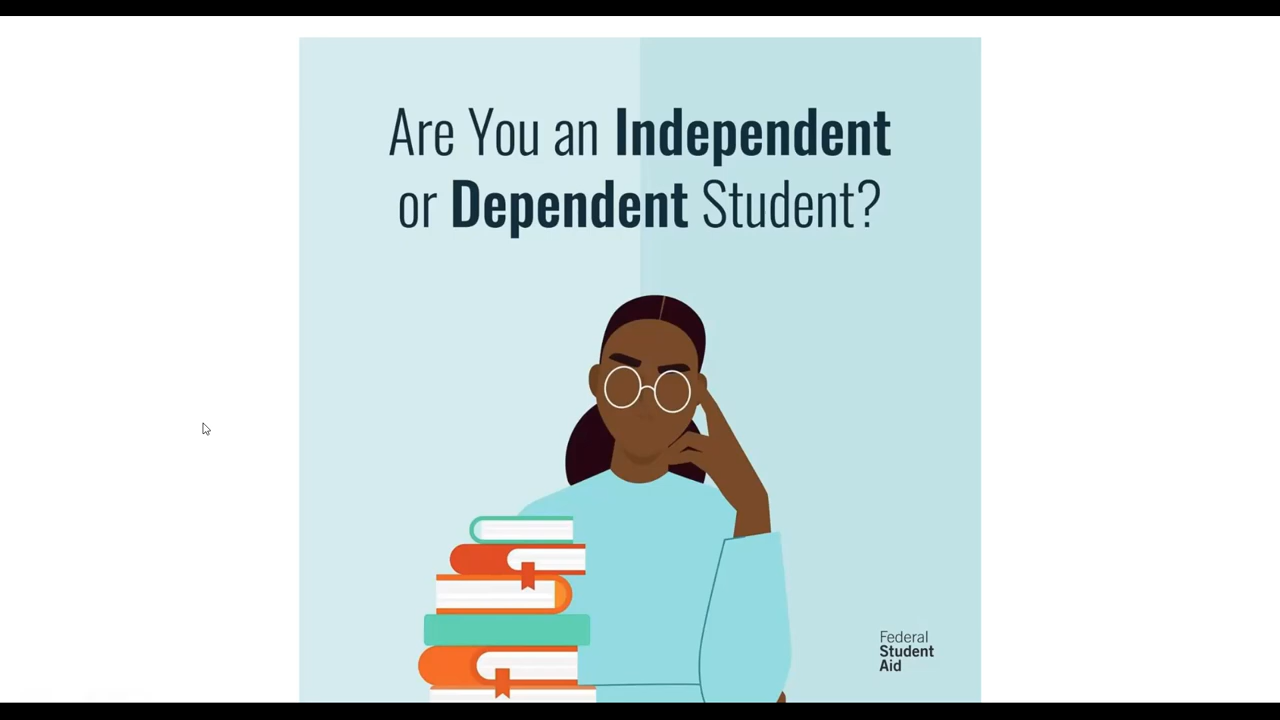 Are You an Independent
or Dependent Student?
Federal
Student
Aid